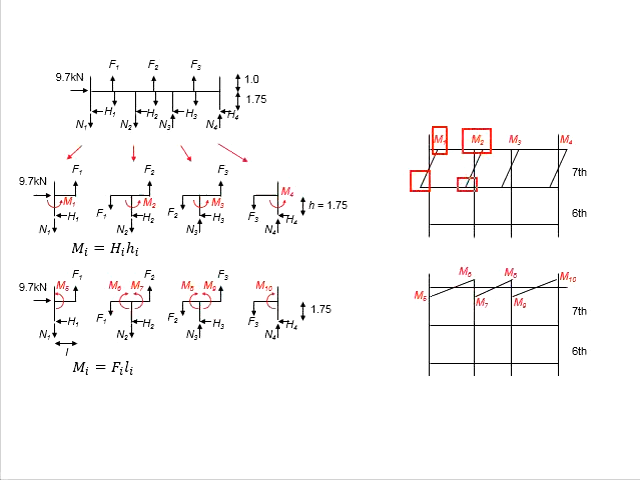 F1 F2 F3
9.7kN
1.0
1.75
H1 H2 H3 H4
N1 N2 N3 N4
F1 F2 F3
9.7kN
M1 M2 M3 M4
h = 1.75
F1 F2 F3
H1 H2 H3 H4
N1 N2 N3 N4
Mi = Hihi
F1 F2 F3
M5 M6 M7 M8 M9 M10
9.7kN
1.75
F1 F2 F3
H1 H2 H3 H4
N1 N2 N3 N4
l
Mi = Fili
M1 M2 M3 M4
7th
6th
M6 M10
M5 M7 M9
7th
6th